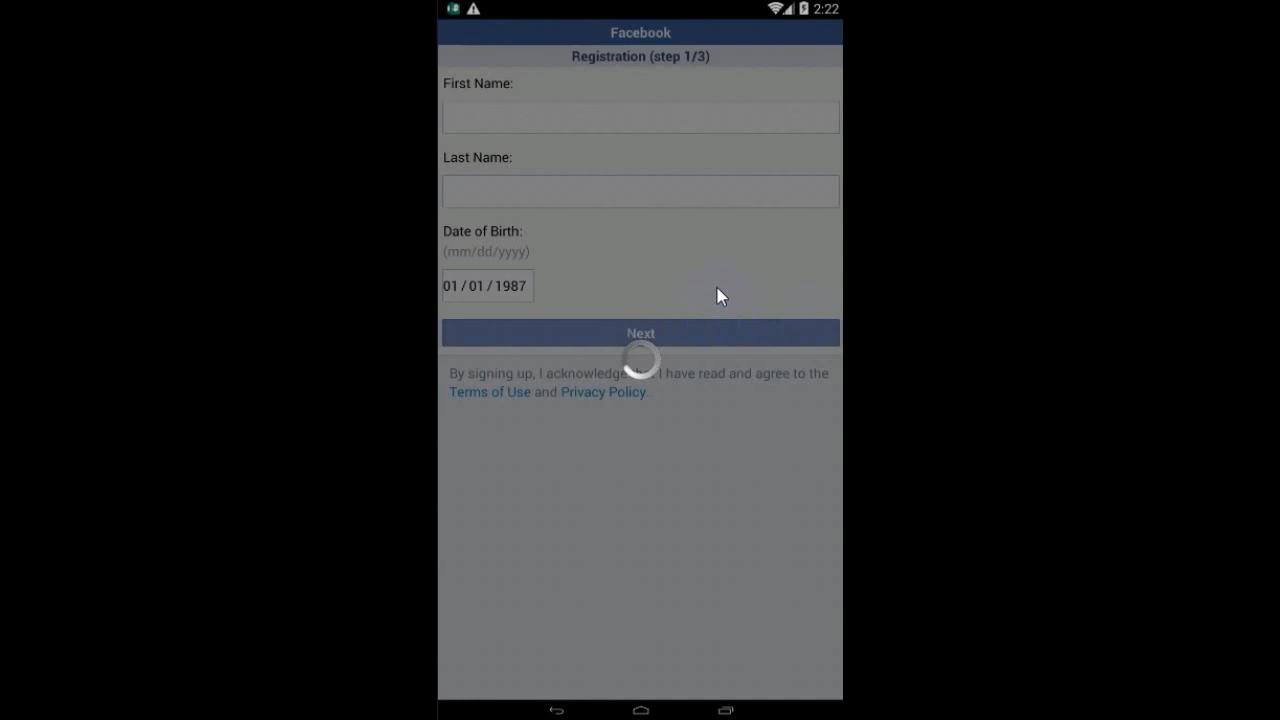 2:22
Facebook
Registration (step 1/3)
First Name:
Last Name:
Date of Birth:
(mm/dd/yyyy)
01/01/1987
Next
By signing up, I acknowledge I have read and agree to the
Terms of Use and Privacy Policy.